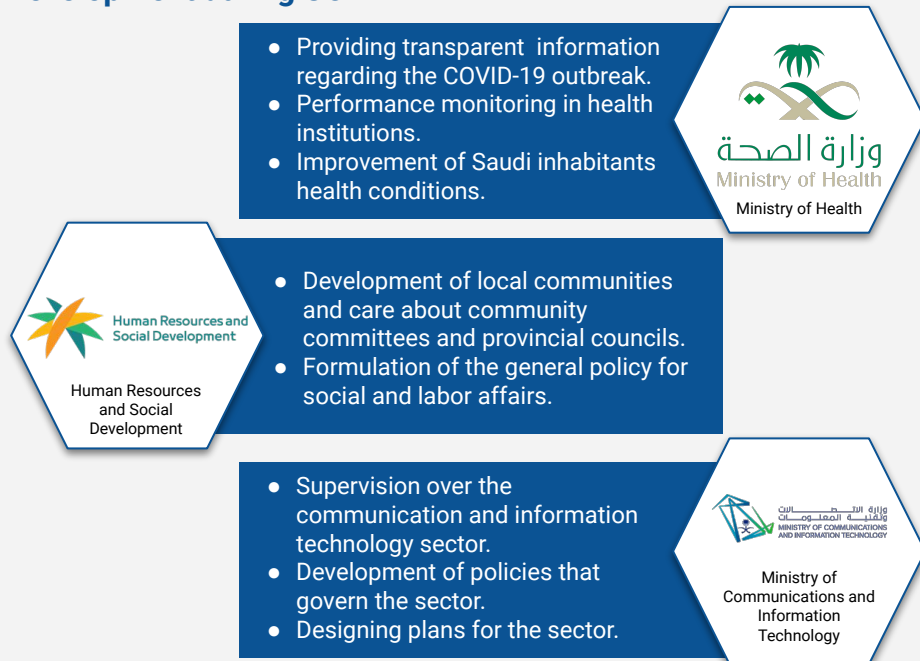 ● Providing transparent information
regarding the COVID-19 outbreak.
● Performance monitoring in health
institutions.
● Improvement of Saudi inhabitants
health conditions.
وزارة الصحة
Ministry of Health
Ministry of Health
Human Resources and
Social Development
Human Resources
and Social
Development
● Development of local communities
and care about community
committees and provincial councils.
● Formulation of the general policy for
social and labor affairs.
● Supervision over the
communication and information
technology sector.
● Development of policies that
govern the sector.
● Designing plans for the sector.
وزارة الاتـصـالات
وتقنية المعلومات
MINISTRY OF COMMUNICATIONS
AND INFORMATION TECHNOLOGY
Ministry of
Communications and
Information
Technology